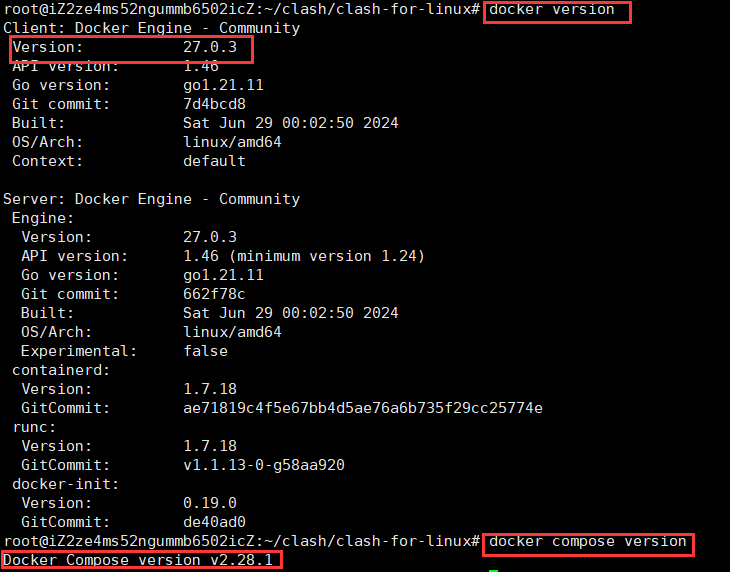 root@iZ2ze4ms52ngummb6502icZ:~/clash/clash-for-linux# docker version
Client: Docker Engine - Community
Version: 27.0.3
API version: 1.46
Go version: go1.21.11
Git commit: 7d4bcd8
Built: Sat Jun 29 00:02:50 2024
OS/Arch: linux/amd64
Context: default
Server: Docker Engine - Community
Engine:
Version: 27.0.3
API version: 1.46 (minimum version 1.24)
Go version: go1.21.11
Git commit: 662f78c
Built: Sat Jun 29 00:02:50 2024
OS/Arch: linux/amd64
Experimental: false
containerd:
Version: 1.7.18
GitCommit: ae71819c4f5e67bb4d5ae76a6b735f29cc25774e
runc:
Version: 1.7.18
GitCommit: v1.1.13-0-g58aa920
docker-init:
Version: 0.19.0
GitCommit: de40ad0
root@iZ2ze4ms52ngummb6502icZ:~/clash/clash-for-linux# docker compose version
Docker Compose version v2.28.1